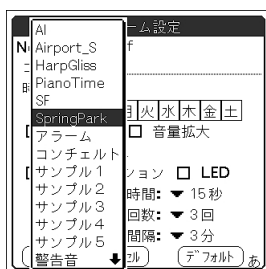 ーム設定
AI
Airport_S
HarpGliss
PianoTime
SF
SpringPark
アラーム
コンチェルト
サンプル1
サンプル2
サンプル3
サンプル4
サンプル5
警告音
N
f
火 水 木 金 土
音量拡大
ション □ LED
時間: ▼ 15秒
回数: ▼ 3回
間隔: ▼ 3分
デフォルト
あ